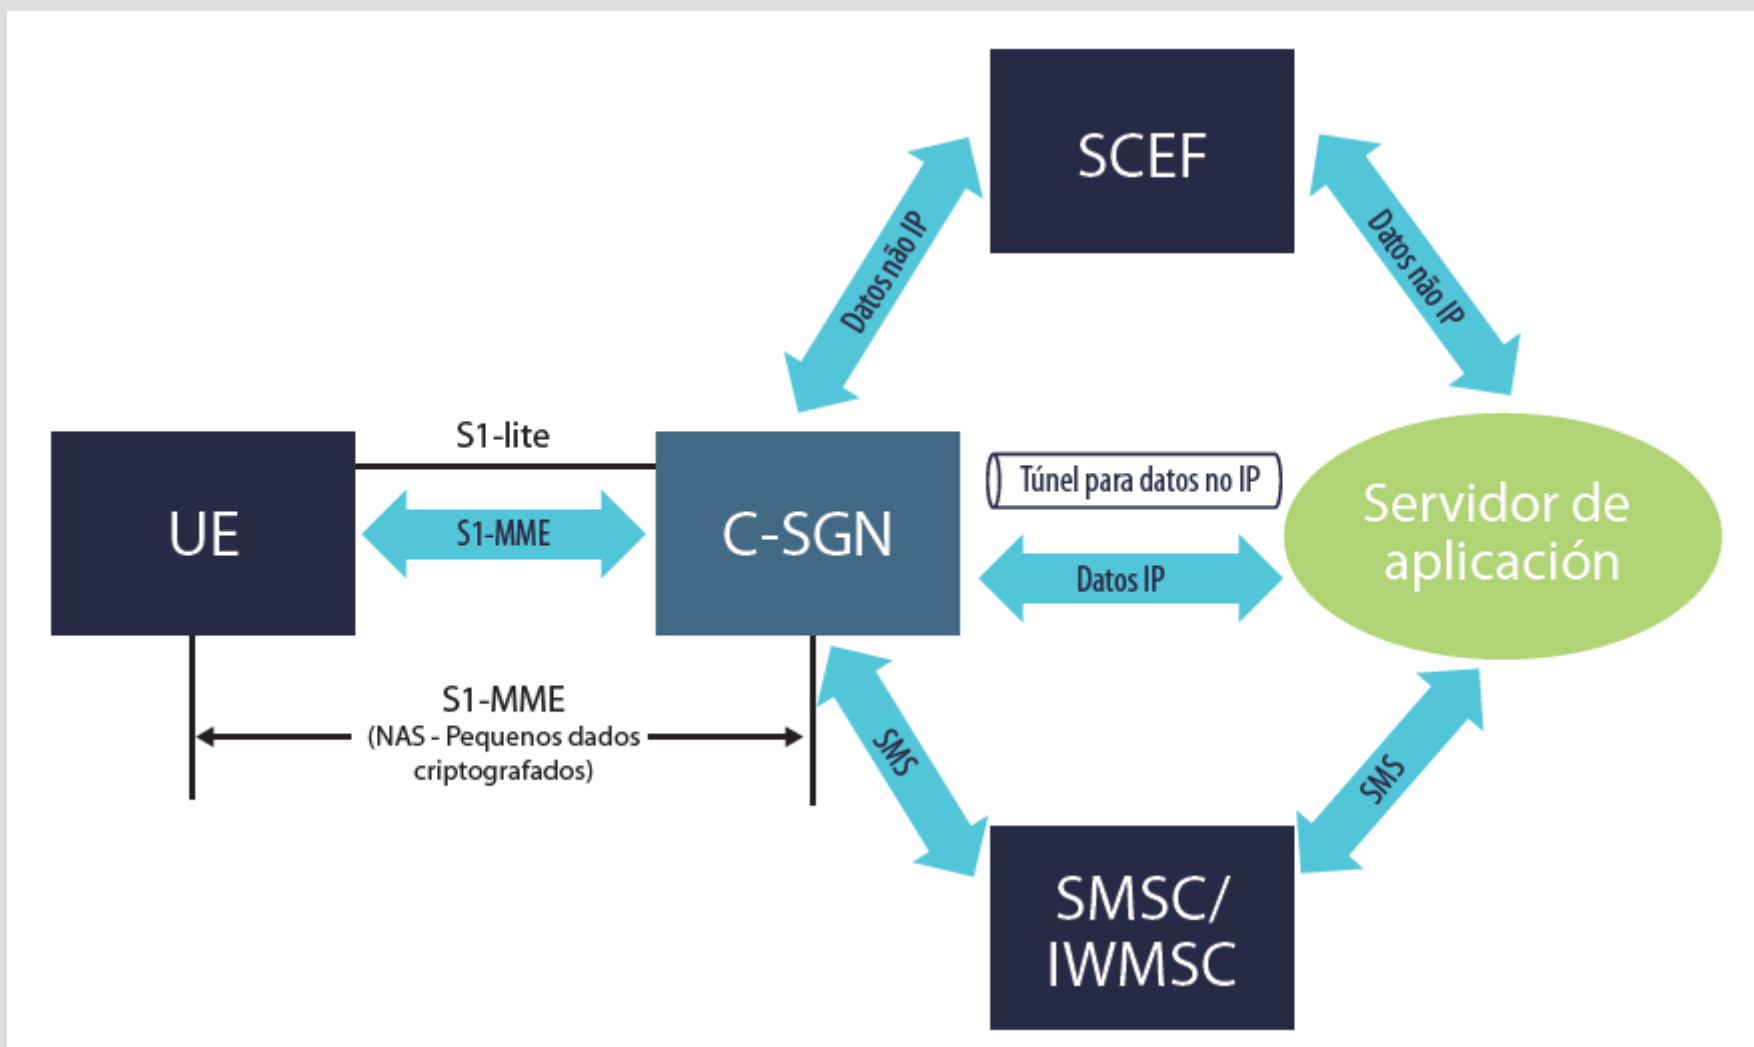 SCEF
Datos não IP
Datos não IP
S1-lite
UE
S1-MME
C-SGN
Túnel para datos no IP
Datos IP
Servidor de
aplicación
S1-MME
(NAS - Pequenos dados
criptografados)
SMS
SMS
SMSC/
IWMSC